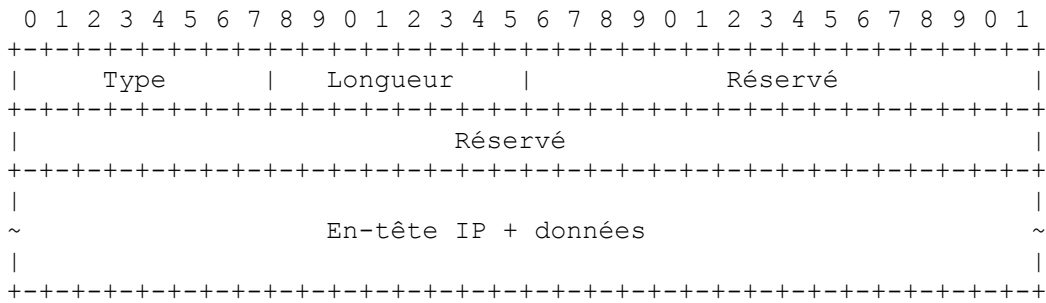 0 1 2 3 4 5 6 7 8 9 0 1 2 3 4 5 6 7 8 9 0 1 2 3 4 5 6 7 8 9 0 1
+-+-+-+-+-+-+-+-+-+-+-+-+-+-+-+-+-+-+-+-+-+-+-+-+-+-+-+-+-+-+-+-+
|     Type      |   Longueur    |           Réservé             |
+-+-+-+-+-+-+-+-+-+-+-+-+-+-+-+-+-+-+-+-+-+-+-+-+-+-+-+-+-+-+-+-+
|                         Réservé                               |
+-+-+-+-+-+-+-+-+-+-+-+-+-+-+-+-+-+-+-+-+-+-+-+-+-+-+-+-+-+-+-+-+
|                                                               |
~                 En-tête IP + données                          ~
|                                                               |
+-+-+-+-+-+-+-+-+-+-+-+-+-+-+-+-+-+-+-+-+-+-+-+-+-+-+-+-+-+-+-+-+